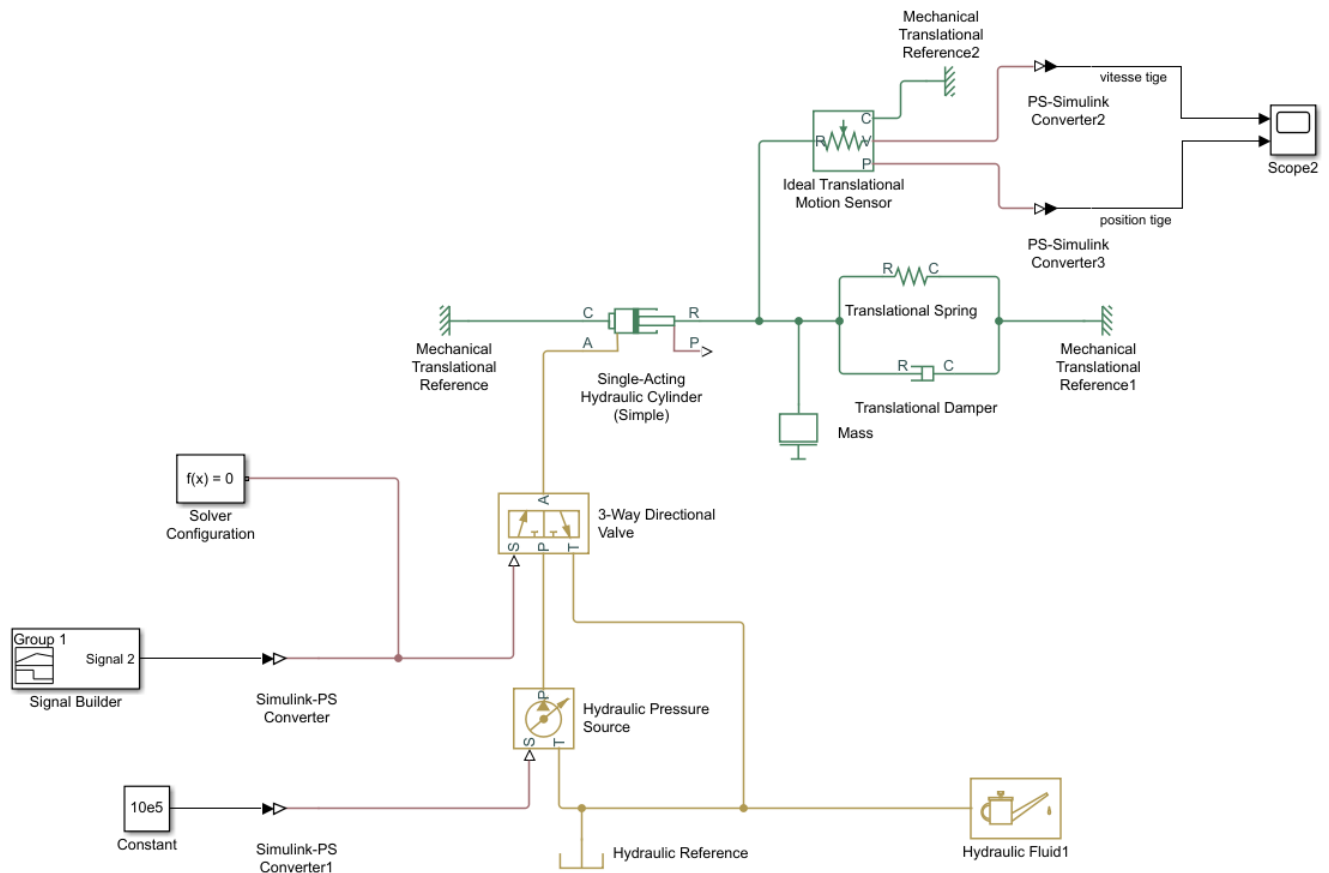 Mechanical
Translational
Reference2
vitesse tige
PS-Simulink
Converter2
C
R
V
P
Ideal Translational
Motion Sensor
Scope2
position tige
PS-Simulink
Converter3
R
C
Translational Spring
C
R
A
P
Mechanical
Translational
Reference
Single-Acting
Hydraulic Cylinder
(Simple)
R
C
Translational Damper
Mechanical
Translational
Reference1
Mass
f(x) = 0
Solver
Configuration
A
S
P
T
3-Way Directional
Valve
Group 1
Signal 2
Signal Builder
Simulink-PS
Converter
P
S
T
Hydraulic Pressure
Source
10e5
Constant
Simulink-PS
Converter1
Hydraulic Reference
Hydraulic Fluid1